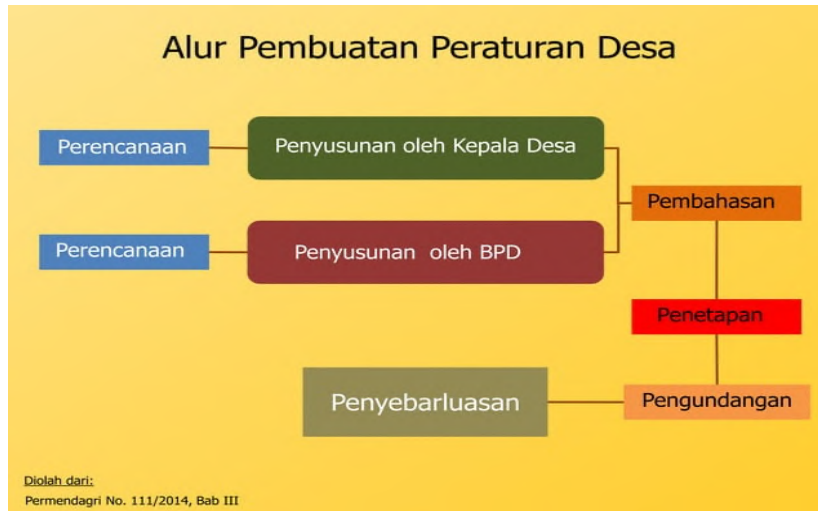 Alur Pembuatan Peraturan Desa
Perencanaan
Penyusunan oleh Kepala Desa
Perencanaan
Penyusunan oleh BPD
Pembahasan
Penetapan
Pengundangan
Penyebarluasan
Diolah dari:
Permendagri No. 111/2014, Bab III